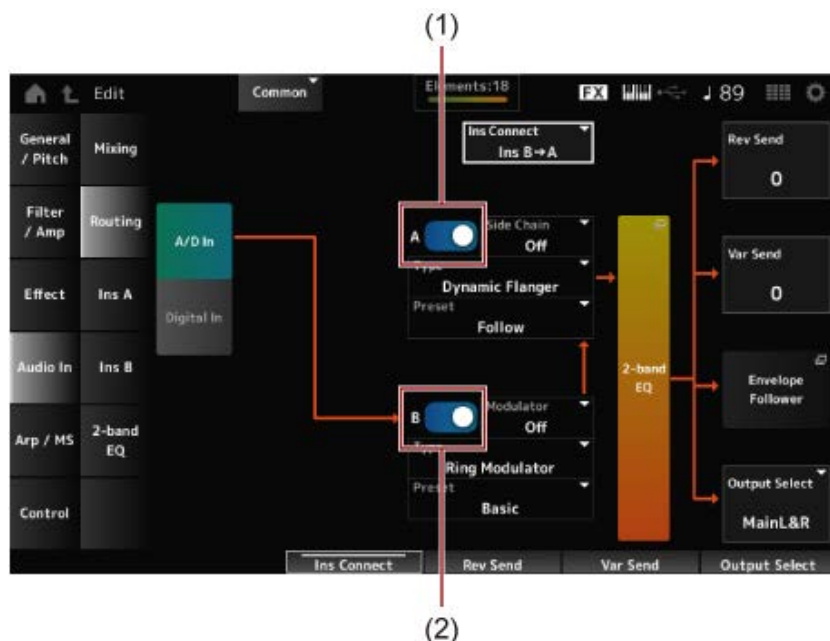 (1)
Edit
Common
Elements:18
FX
89
General
/ Pitch
Mixing
Ins Connect
Ins B→A
Rev Send
0
Filter
/ Amp
Routing
A/D In
A
Side Chain
Off
Type
Dynamic Flanger
Preset
Follow
Var Send
0
Effect
Ins A
Digital In
Audio In
Ins B
2-band
EQ
Envelope
Follower
B
Modulator
Off
Type
Ring Modulator
Preset
Basic
Arp / MS
2-band
EQ
Control
Output Select
MainL&R
Ins Connect
Rev Send
Var Send
Output Select
(2)